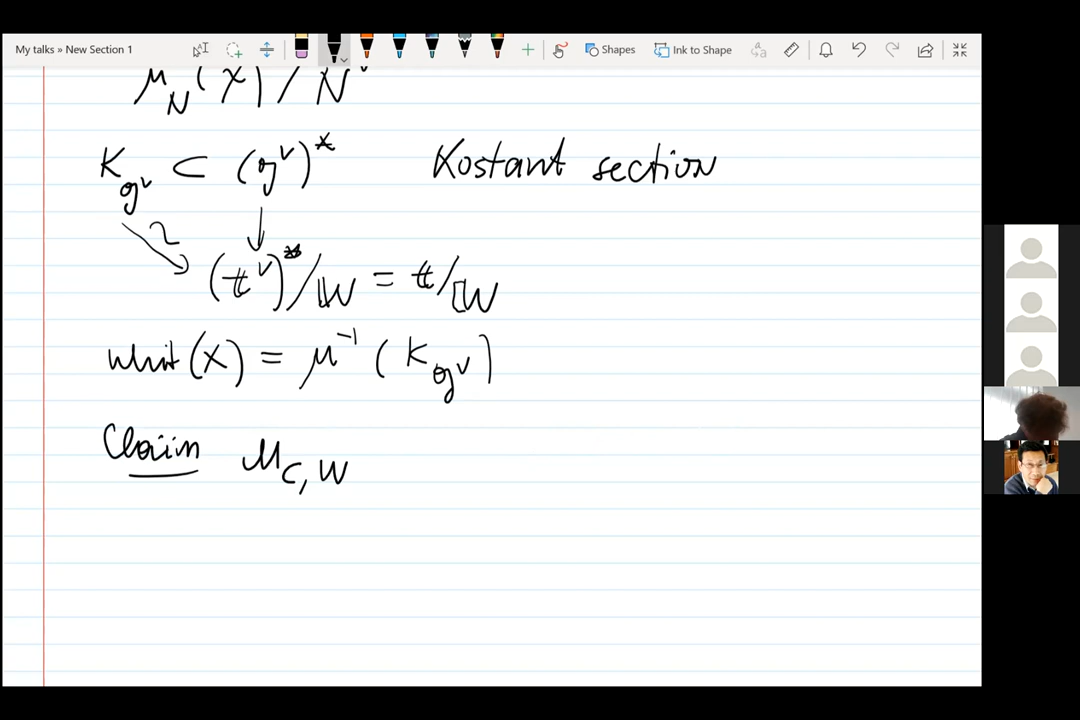 My talks » New Section 1
Shapes
Ink to Shape
μ_N(X)/N^∨
K_{𝔤^∨} ⊂ (𝔤^∨)^* Kostant section
↘ ≀ ↓
(𝔱^∨)^*/W = 𝔱/W
Whit(X) = μ^{-1}(K_{𝔤^∨})
Claim M_{C,W}